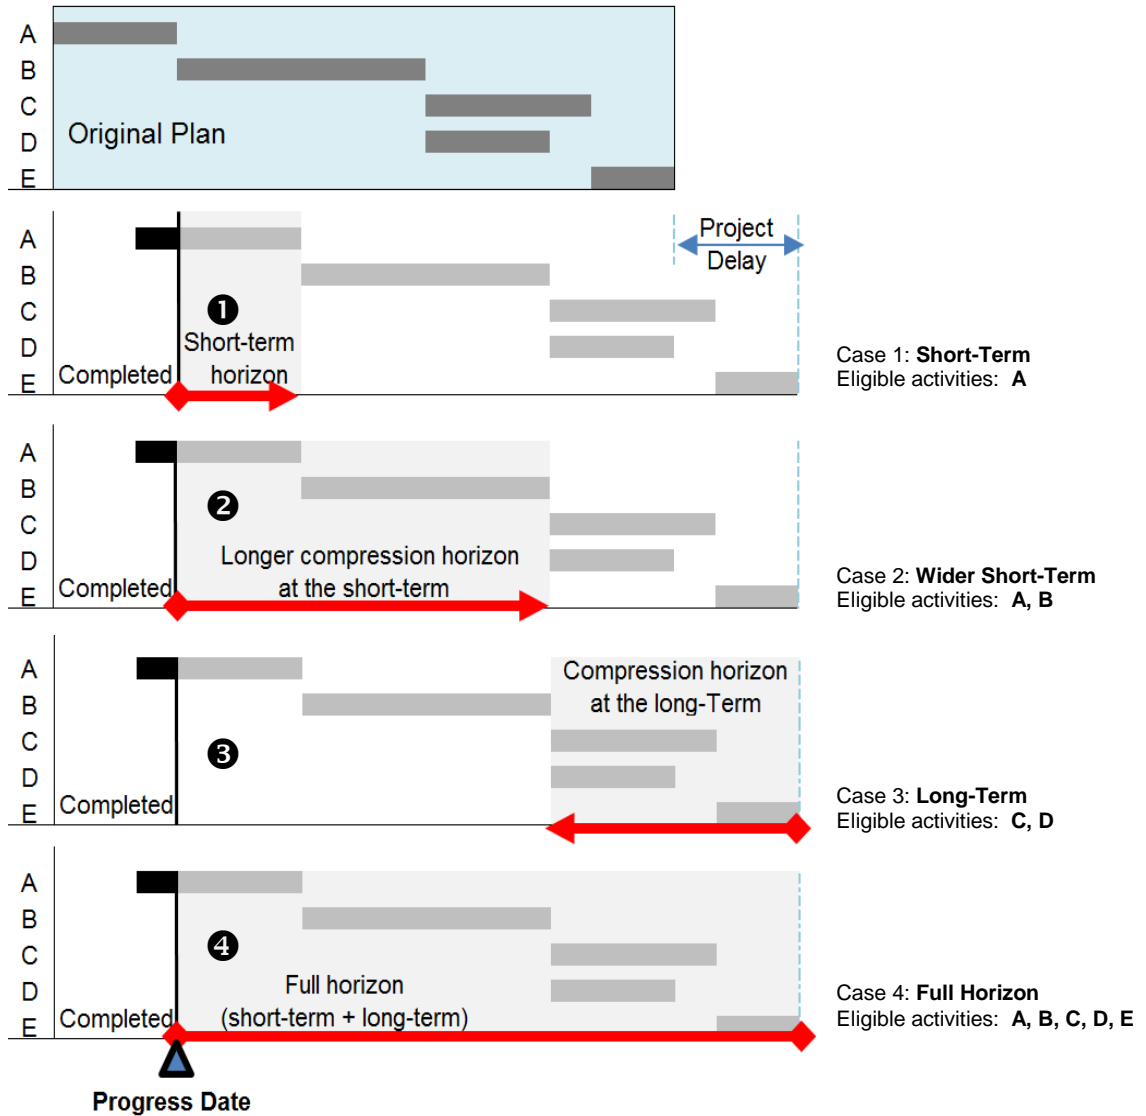 A
B
C
D
E
Original Plan
A
B
C
D
E
Completed
❶
Short-term
horizon
Project
Delay
Case 1: Short-Term
Eligible activities: A
A
B
C
D
E
Completed
❷
Longer compression horizon
at the short-term
Case 2: Wider Short-Term
Eligible activities: A, B
A
B
C
D
E
Completed
❸
Compression horizon
at the long-Term
Case 3: Long-Term
Eligible activities: C, D
A
B
C
D
E
Completed
❹
Full horizon
(short-term + long-term)
Case 4: Full Horizon
Eligible activities: A, B, C, D, E
Progress Date